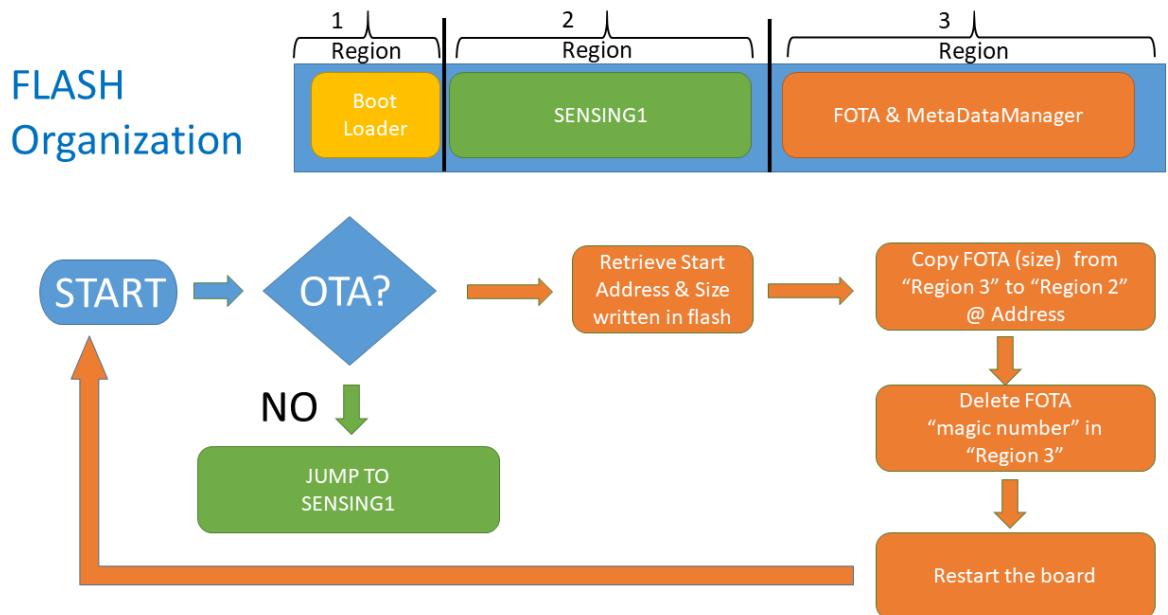 1
2
3
Region
Region
Region
FLASH
Organization
Boot
Loader
SENSING1
FOTA & MetaDataManager
START
OTA?
Retrieve Start
Address & Size
written in flash
Copy FOTA (size) from
“Region 3” to “Region 2”
@ Address
NO
Delete FOTA
“magic number” in
“Region 3”
JUMP TO
SENSING1
Restart the board